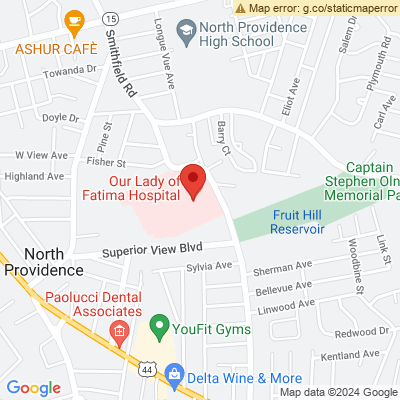 Map error: g.co/staticmaperror
15
ASHUR CAFÈ
Towanda Dr
Smithfield Rd
Longue Vue Ave
North Providence
High School
Salem Dr
Plymouth Rd
Eliot Ave
Carl Ave
Doyle Dr
Pine St
Barry Ct
W View Ave
Fisher St
Highland Ave
Our Lady of
Fatima Hospital
Captain
Stephen Oln
Memorial Pa
Fruit Hill
Reservoir
North
Providence
Superior View Blvd
Woodbine St
Link St
Sylvia Ave
Sherman Ave
Bellevue Ave
Linwood Ave
Paolucci Dental
Associates
YouFit Gyms
Redwood Dr
Kentland Ave
44
Delta Wine & More
Google
Map data ©2024 Google